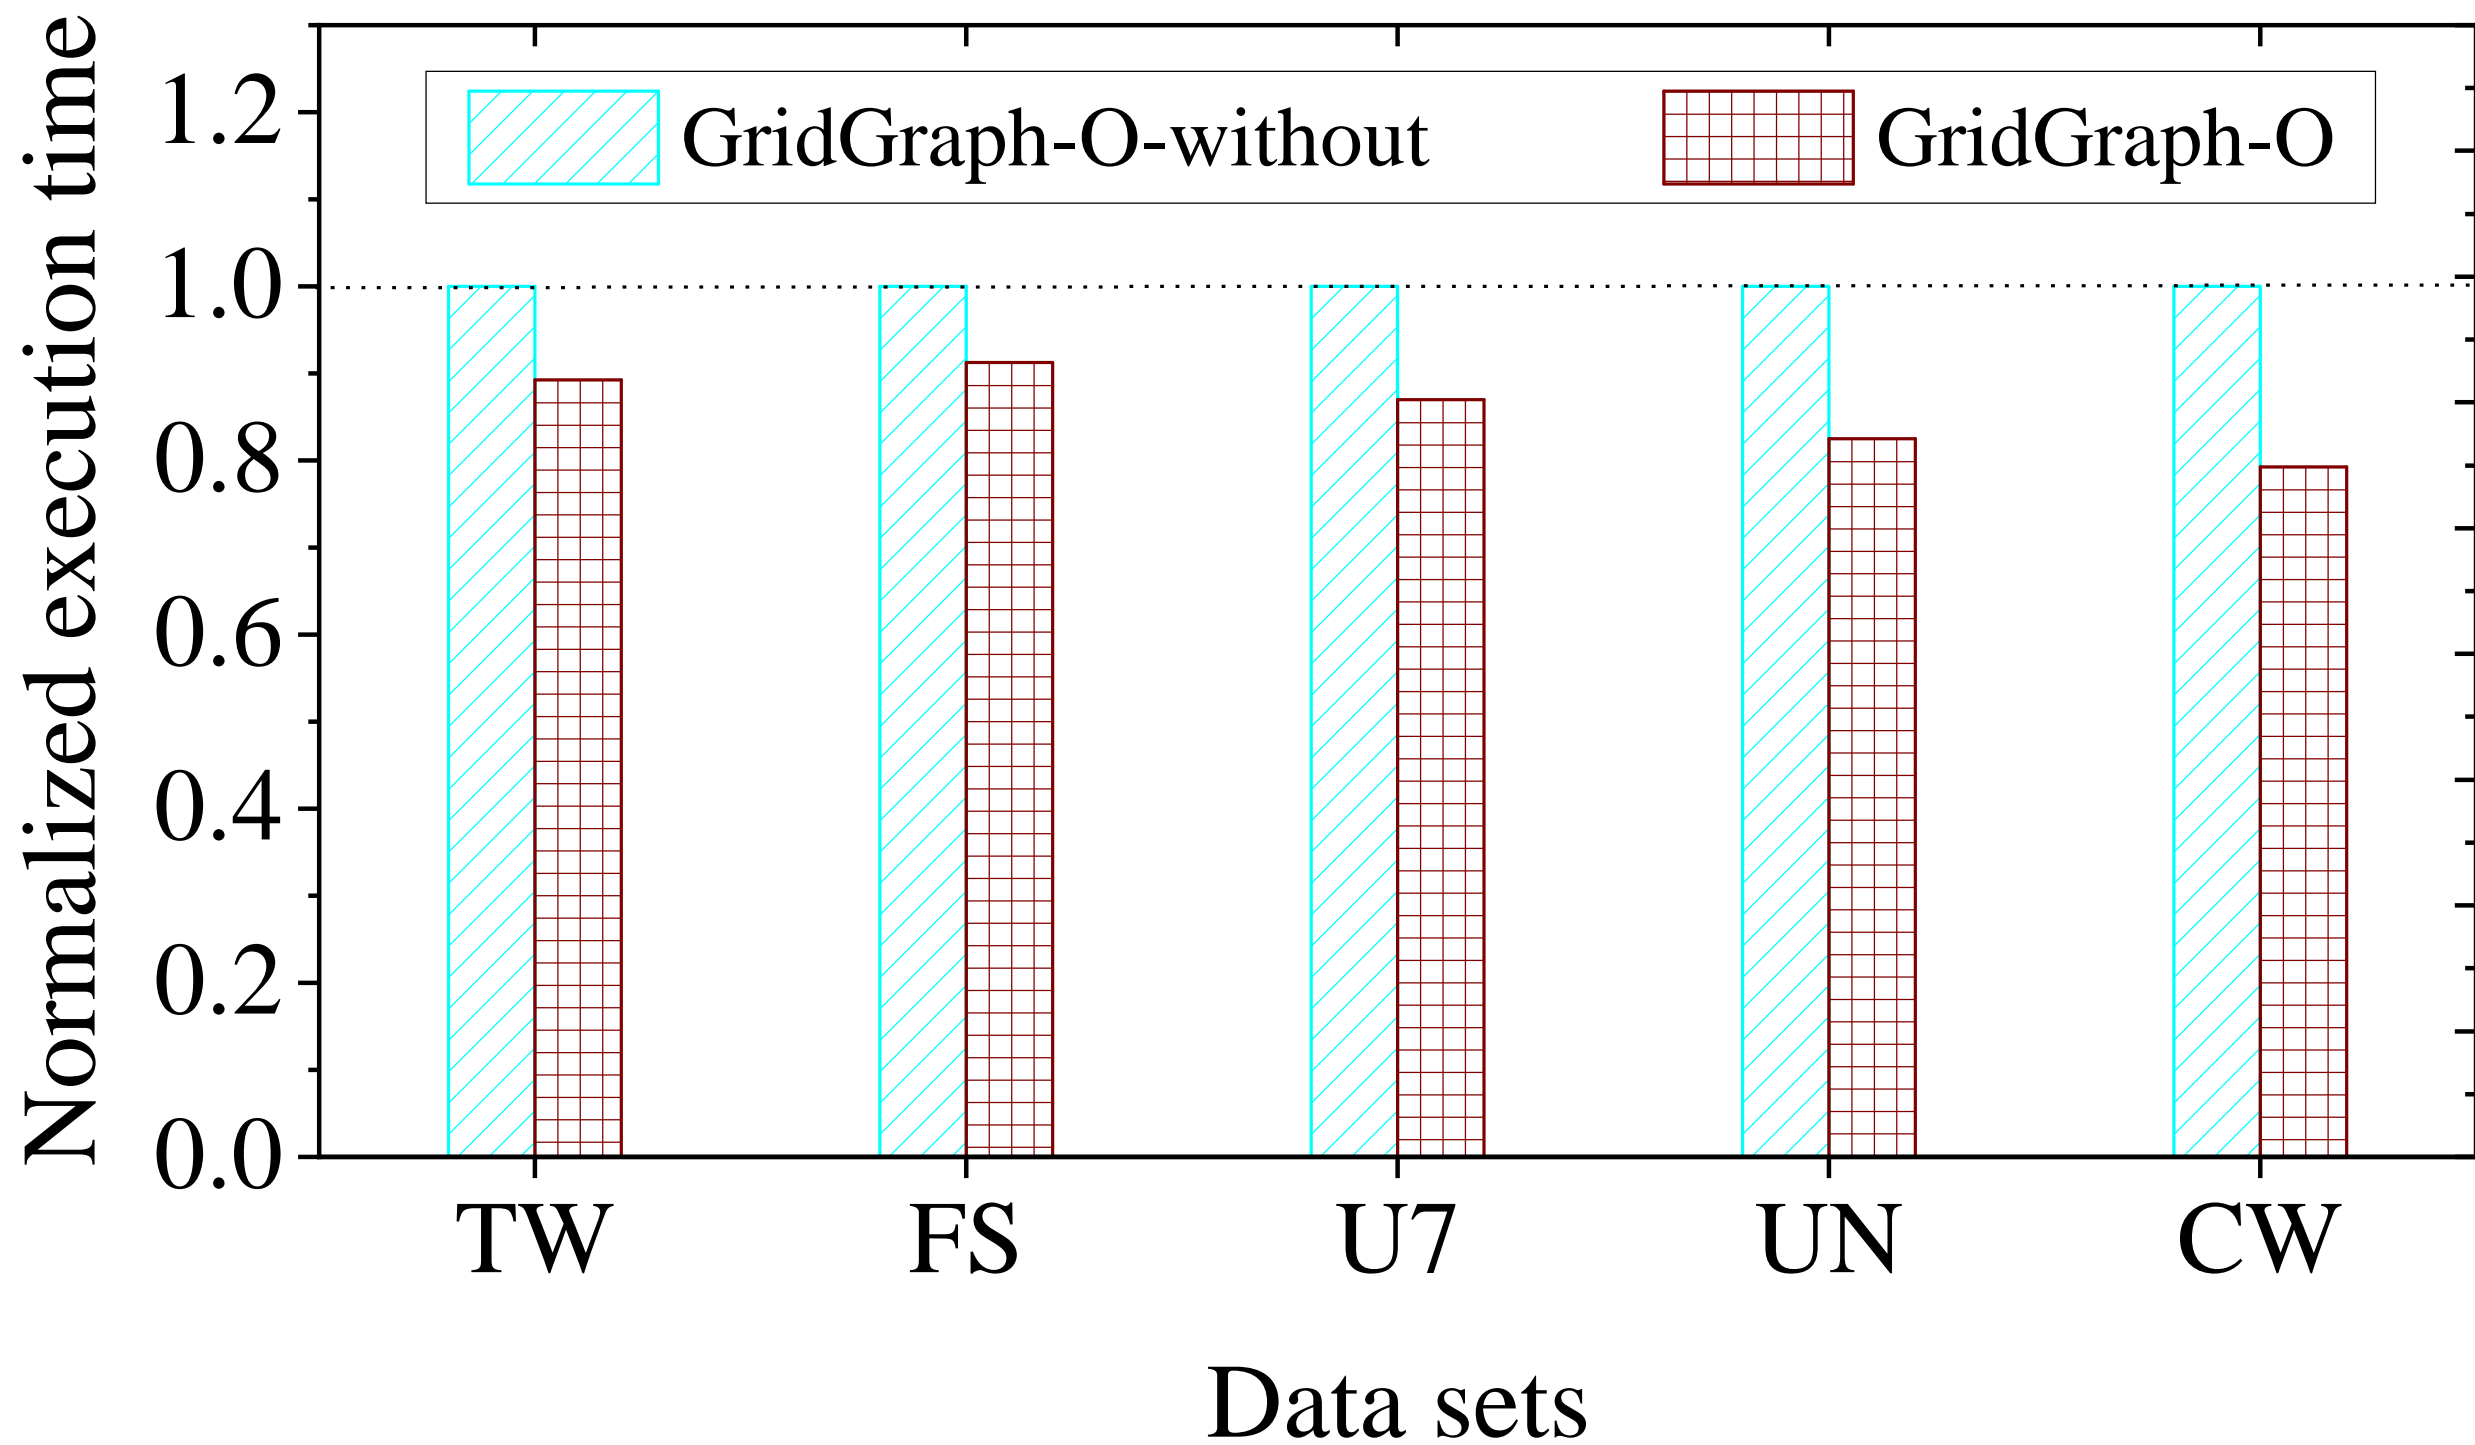 Normalized execution time
1.2
1.0
0.8
0.6
0.4
0.2
0.0
GridGraph-O-without GridGraph-O
TW FS U7 UN CW
Data sets